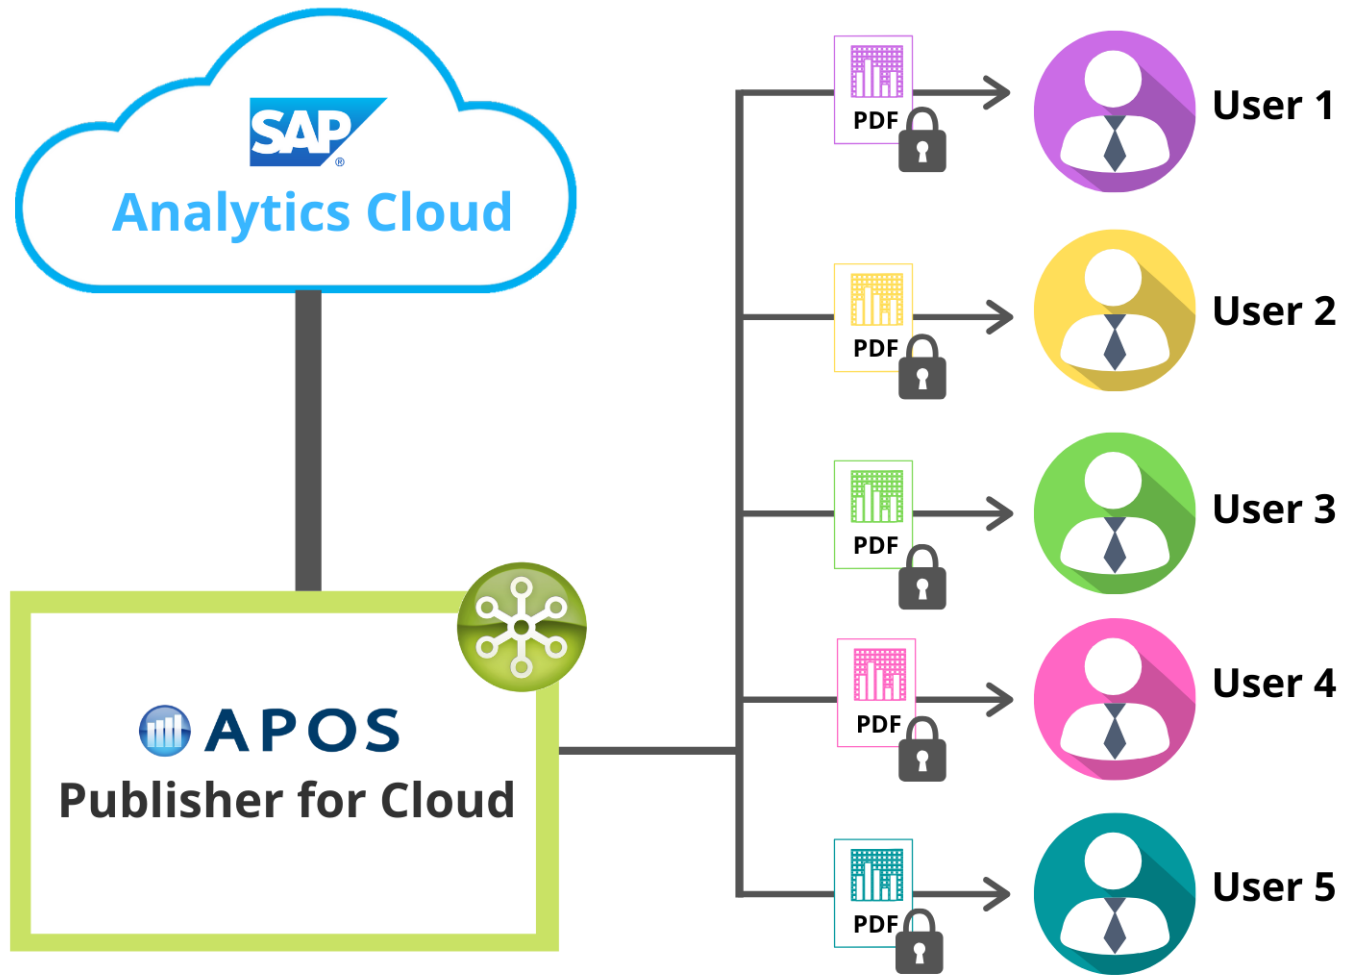 SAP
®
Analytics Cloud
APOS
Publisher for Cloud
PDF
User 1
PDF
User 2
PDF
User 3
PDF
User 4
PDF
User 5